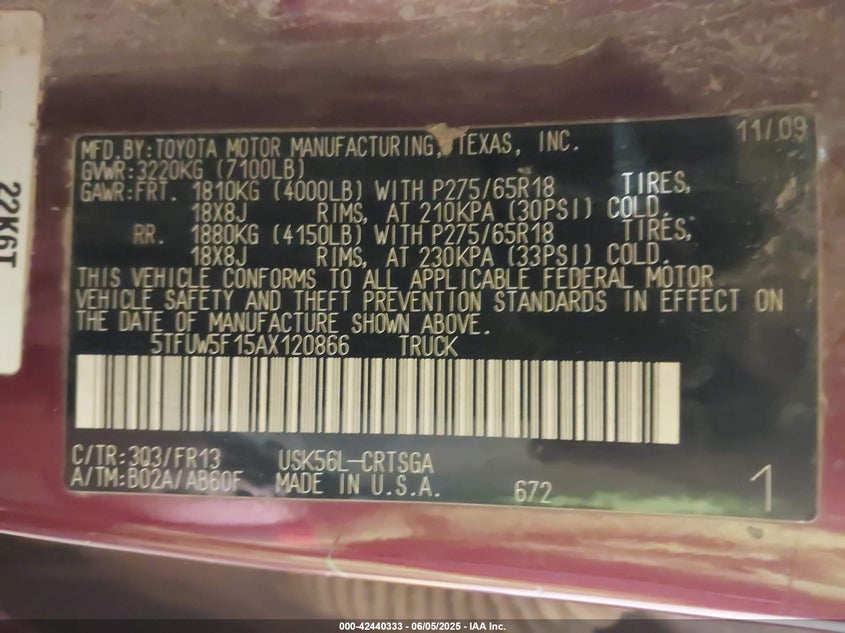 MFD.BY:TOYOTA MOTOR MANUFACTURING, TEXAS, INC. 11/09
GVWR:3220KG (7100LB)
GAWR:FRT. 1810KG (4000LB) WITH P275/65R18 TIRES,
18X8J RIMS, AT 210KPA (30PSI) COLD.
RR. 1880KG (4150LB) WITH P275/65R18 TIRES,
18X8J RIMS, AT 230KPA (33PSI) COLD.
THIS VEHICLE CONFORMS TO ALL APPLICABLE FEDERAL MOTOR
VEHICLE SAFETY AND THEFT PREVENTION STANDARDS IN EFFECT ON
THE DATE OF MANUFACTURE SHOWN ABOVE.
5TFUW5F15AX120866 TRUCK
C/TR:3Q3/FR13 USK56L-CRTSGA
A/TM:B02A/AB60F MADE IN U.S.A. 672 1
22K6T
000-42440333 - 06/05/2025 - IAA Inc.